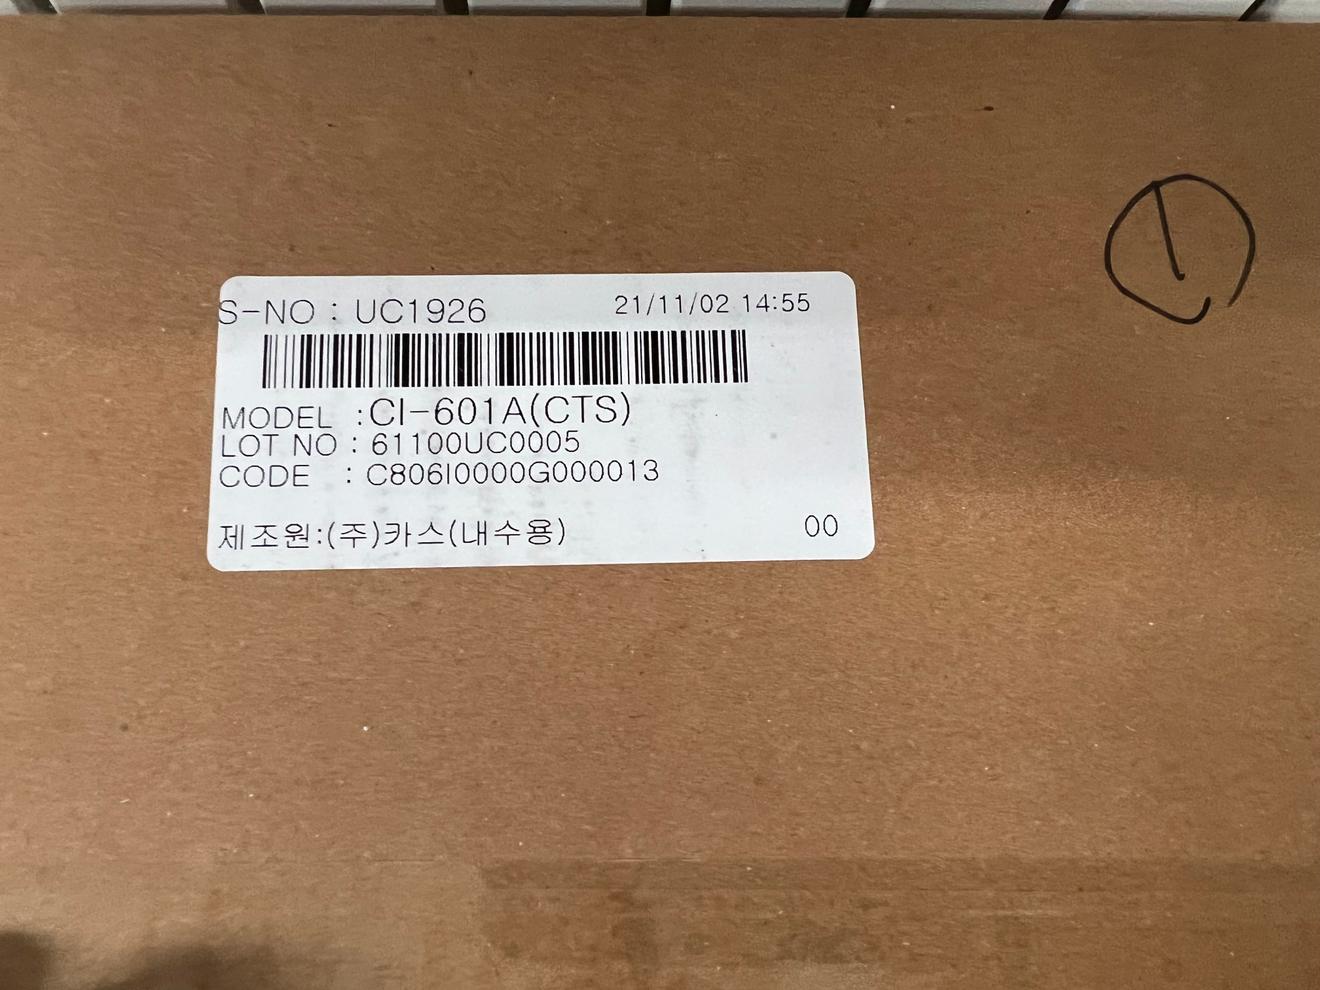 S-NO : UC1926 21/11/02 14:55
MODEL :CI-601A(CTS)
LOT NO : 61100UC0005
CODE : C806I0000G000013
제조원:(주)카스(내수용) 00
①